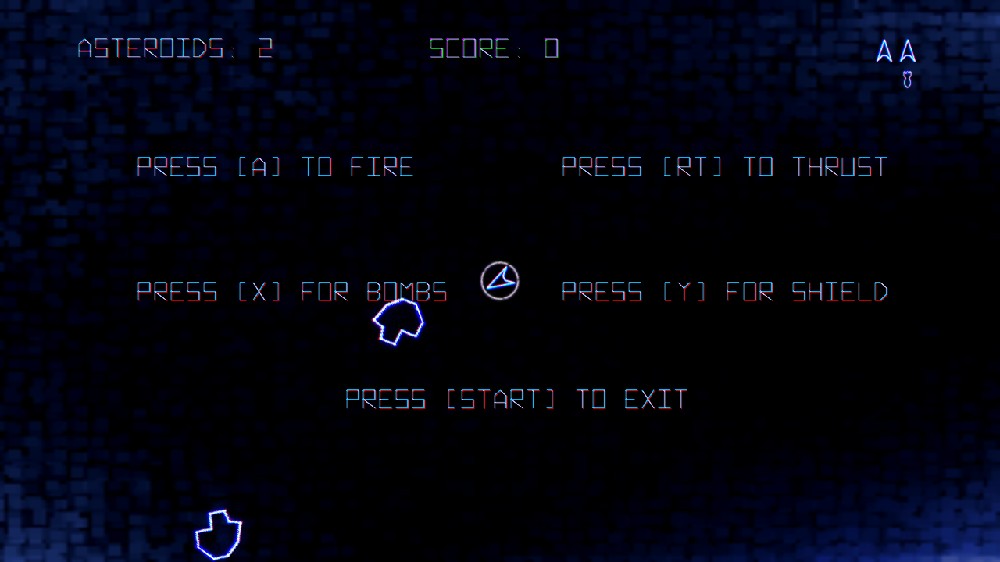 ASTEROIDS: 2 SCORE: 0
PRESS [A] TO FIRE PRESS [RT] TO THRUST
PRESS [X] FOR BOMBS PRESS [Y] FOR SHIELD
PRESS [START] TO EXIT